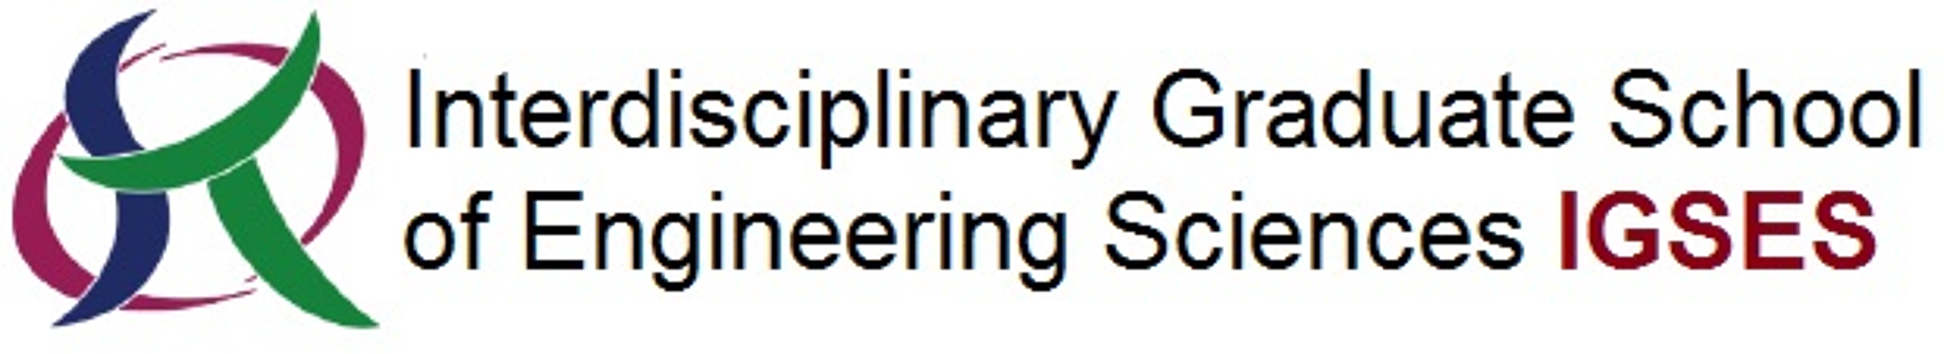 Interdisciplinary Graduate School
of Engineering Sciences IGSES